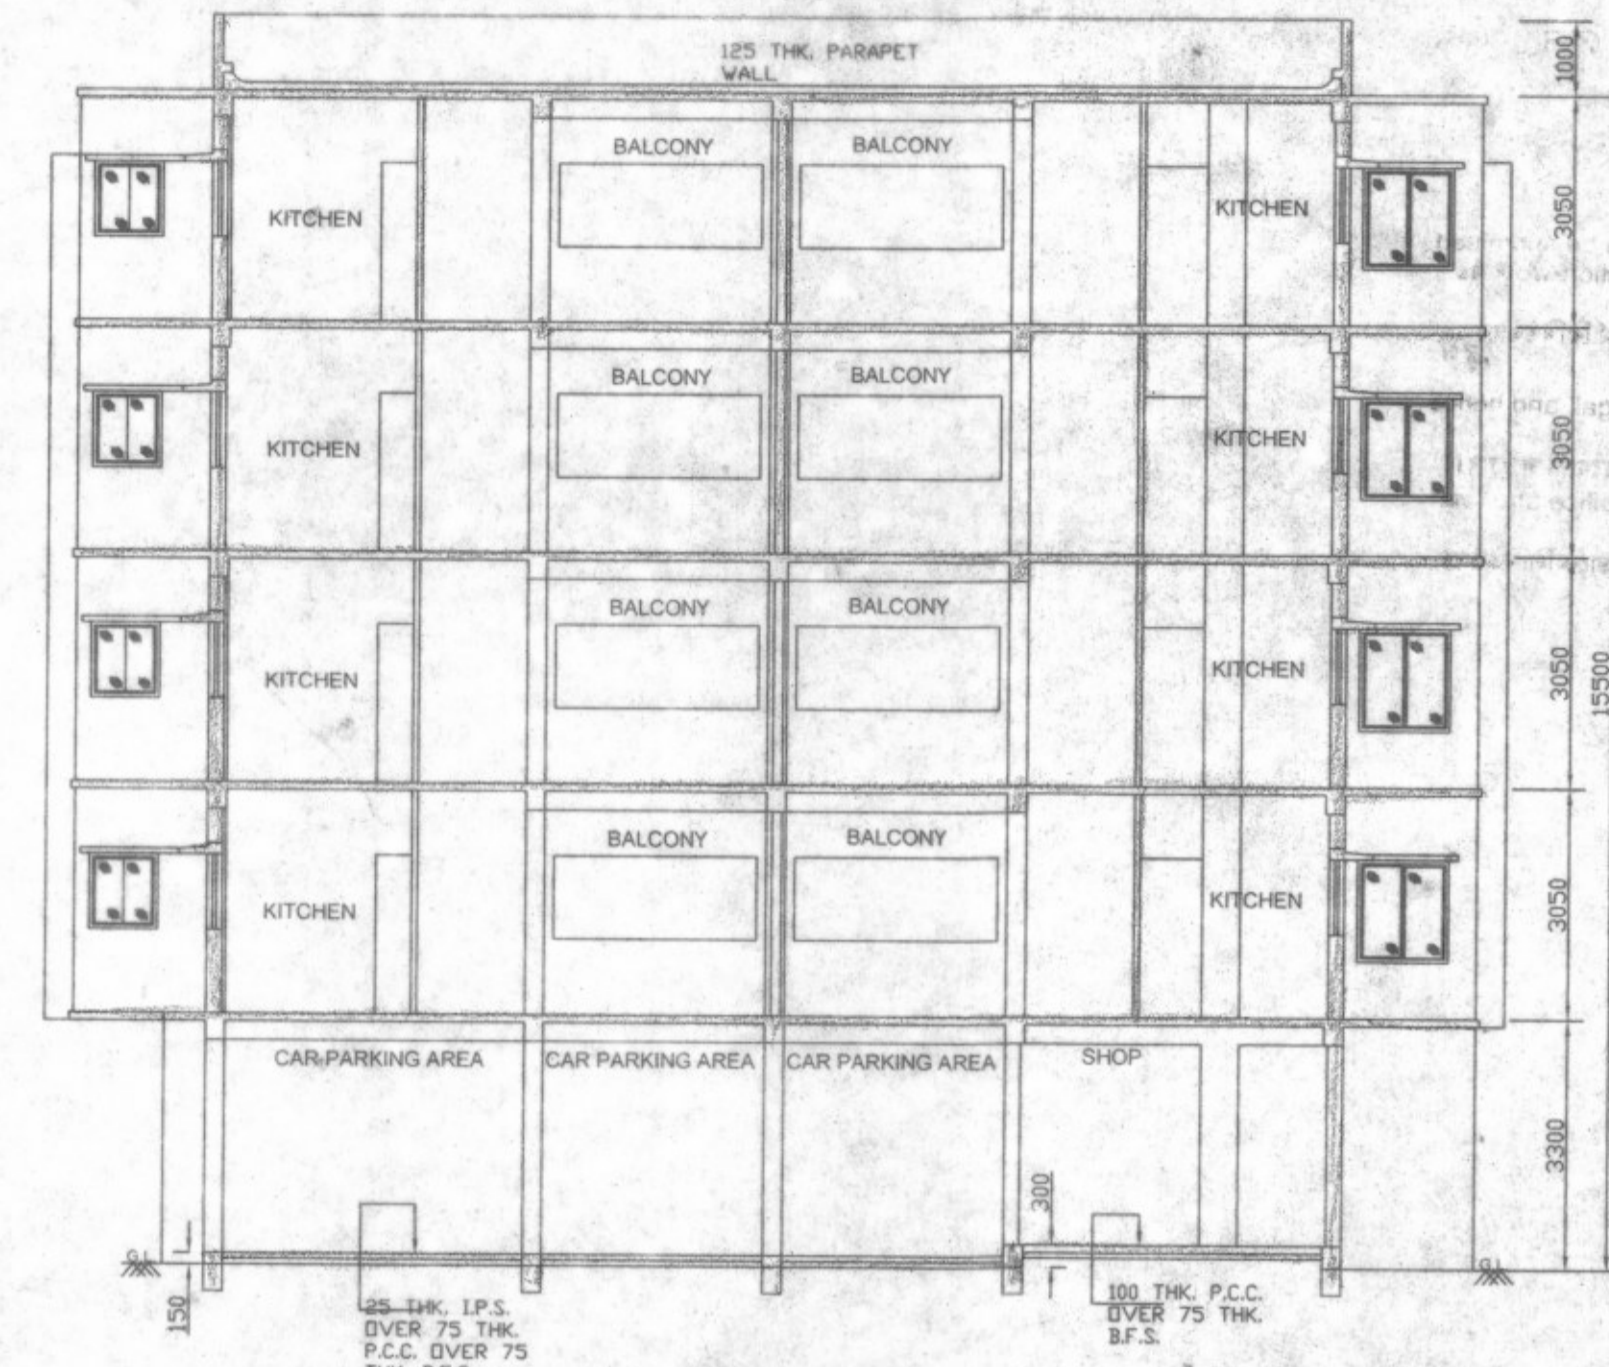 125 THK. PARAPET
WALL
1000
BALCONY
BALCONY
KITCHEN
KITCHEN
3050
BALCONY
BALCONY
KITCHEN
KITCHEN
3050
BALCONY
BALCONY
KITCHEN
KITCHEN
3050
15500
BALCONY
BALCONY
KITCHEN
KITCHEN
3050
CAR PARKING AREA
CAR PARKING AREA
CAR PARKING AREA
SHOP
3300
300
G.L
150
25 THK. I.P.S.
OVER 75 THK.
P.C.C. OVER 75
100 THK. P.C.C.
OVER 75 THK.
B.F.S.